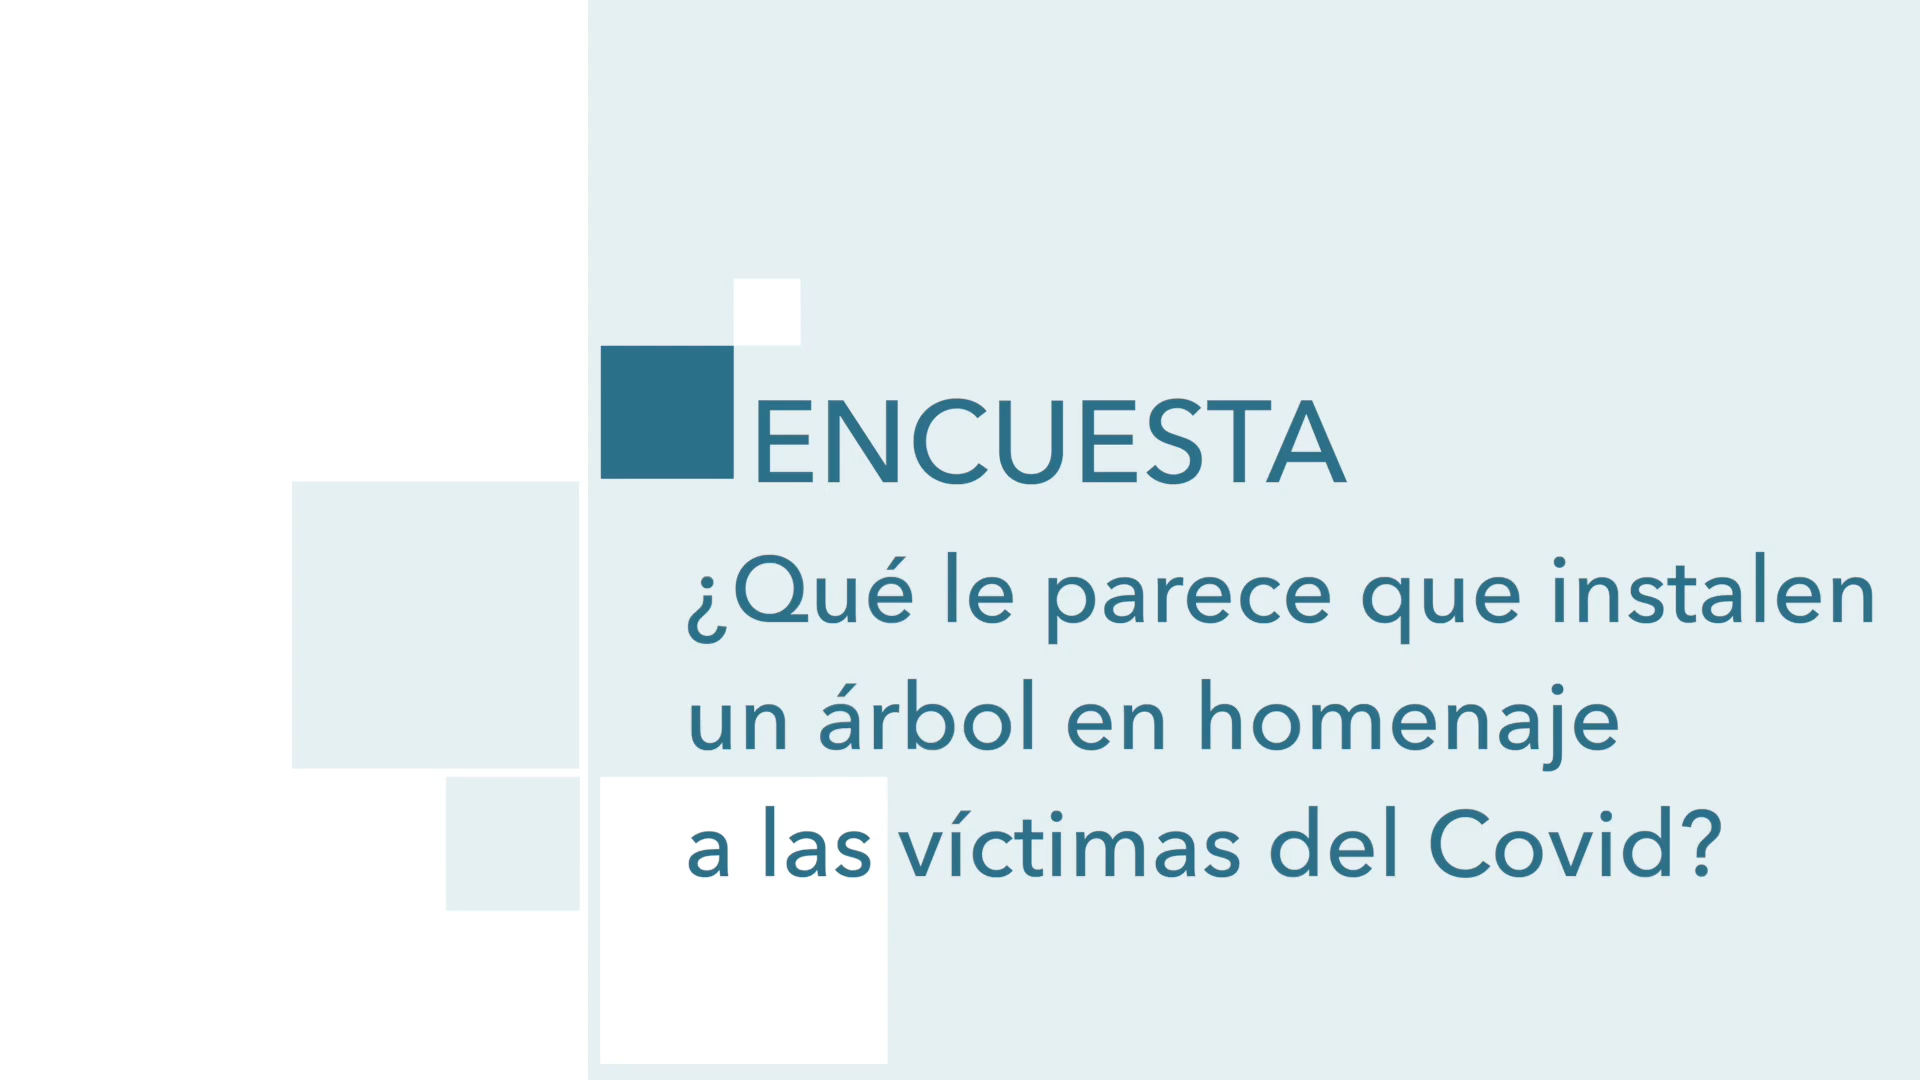 ENCUESTA
¿Qué le parece que instalen
un árbol en homenaje
a las víctimas del Covid?